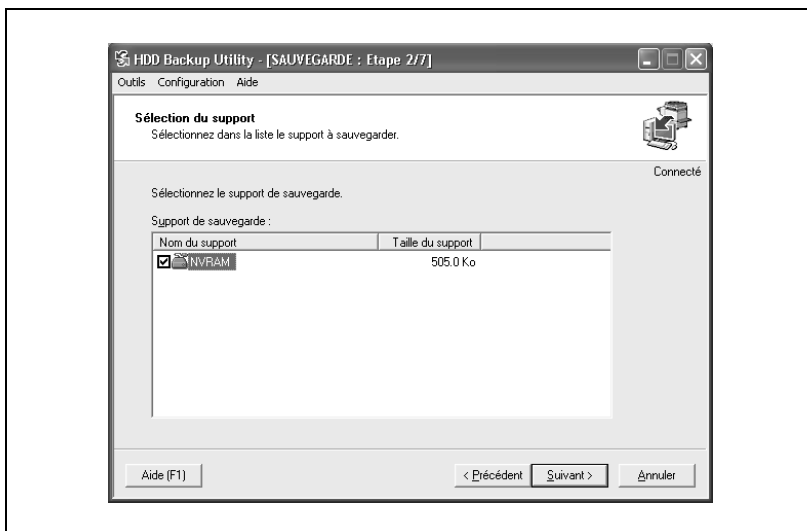 HDD Backup Utility - [SAUVEGARDE : Etape 2/7]
Outils Configuration Aide
Sélection du support
Sélectionnez dans la liste le support à sauvegarder.
Connecté
Sélectionnez le support de sauvegarde.
Support de sauvegarde :
Nom du support Taille du support
NVRAM 505.0 Ko
Aide (F1) < Précédent Suivant > Annuler